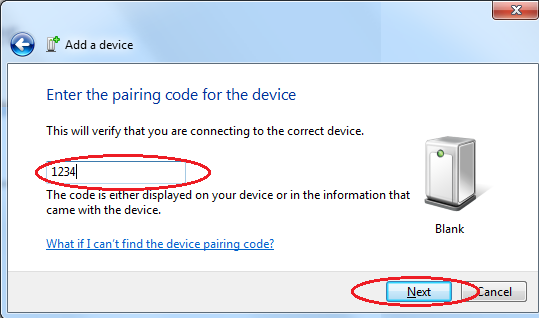 Add a device
Enter the pairing code for the device
This will verify that you are connecting to the correct device.
1234
The code is either displayed on your device or in the information that
came with the device.
Blank
What if I can't find the device pairing code?
Next
Cancel